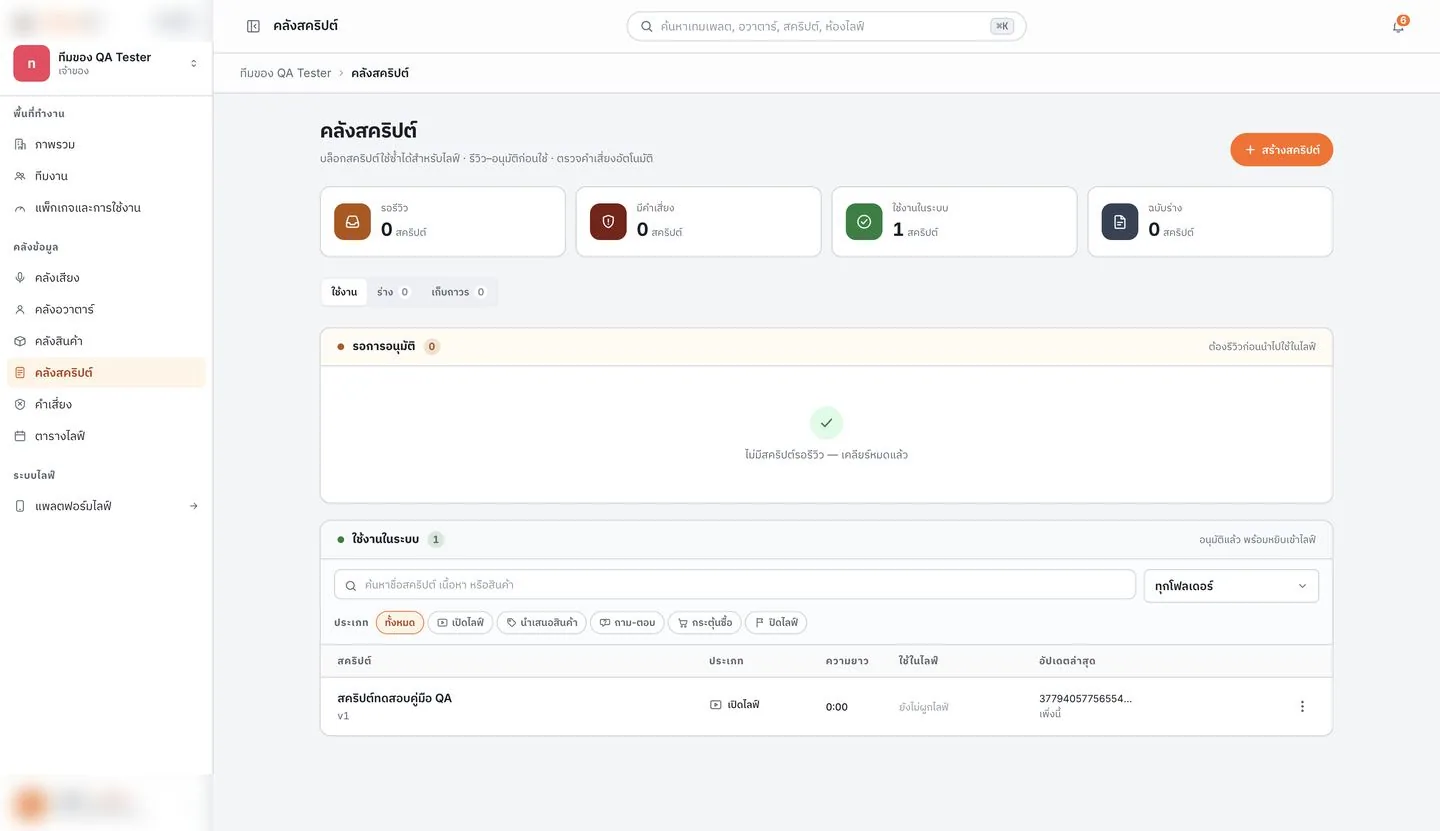 คลังสคริปต์
ค้นหาเทมเพลต, อวาตาร์, สคริปต์, ห้องไลฟ์
⌘K
6
n
ทีมของ QA Tester
เจ้าของ
ทีมของ QA Tester › คลังสคริปต์
พื้นที่ทำงาน
ภาพรวม
ทีมงาน
แพ็กเกจและการใช้งาน
คลังข้อมูล
คลังเสียง
คลังอวาตาร์
คลังสินค้า
คลังสคริปต์
คำเสี่ยง
ตารางไลฟ์
ระบบไลฟ์
แพลตฟอร์มไลฟ์
คลังสคริปต์
บล็อกสคริปต์ใช้ซ้ำได้สำหรับไลฟ์ · รีวิว–อนุมัติก่อนใช้ · ตรวจคำเสี่ยงอัตโนมัติ
+ สร้างสคริปต์
รอรีวิว
0 สคริปต์
มีคำเสี่ยง
0 สคริปต์
ใช้งานในระบบ
1 สคริปต์
ฉบับร่าง
0 สคริปต์
ใช้งาน ร่าง 0 เก็บถาวร 0
รอการอนุมัติ 0
ต้องรีวิวก่อนนำไปใช้ในไลฟ์
ไม่มีสคริปต์รอรีวิว — เคลียร์หมดแล้ว
ใช้งานในระบบ 1
อนุมัติแล้ว พร้อมหยิบเข้าไลฟ์
ค้นหาชื่อสคริปต์ เนื้อหา หรือสินค้า
ทุกโฟลเดอร์
ประเภท ทั้งหมด เปิดไลฟ์ นำเสนอสินค้า ถาม-ตอบ กระตุ้นซื้อ ปิดไลฟ์
สคริปต์ ประเภท ความยาว ใช้ในไลฟ์ อัปเดตล่าสุด
สคริปต์ทดสอบคู่มือ QA
v1
เปิดไลฟ์
0:00
ยังไม่ผูกไลฟ์
37794057756554...
เพิ่งนี้